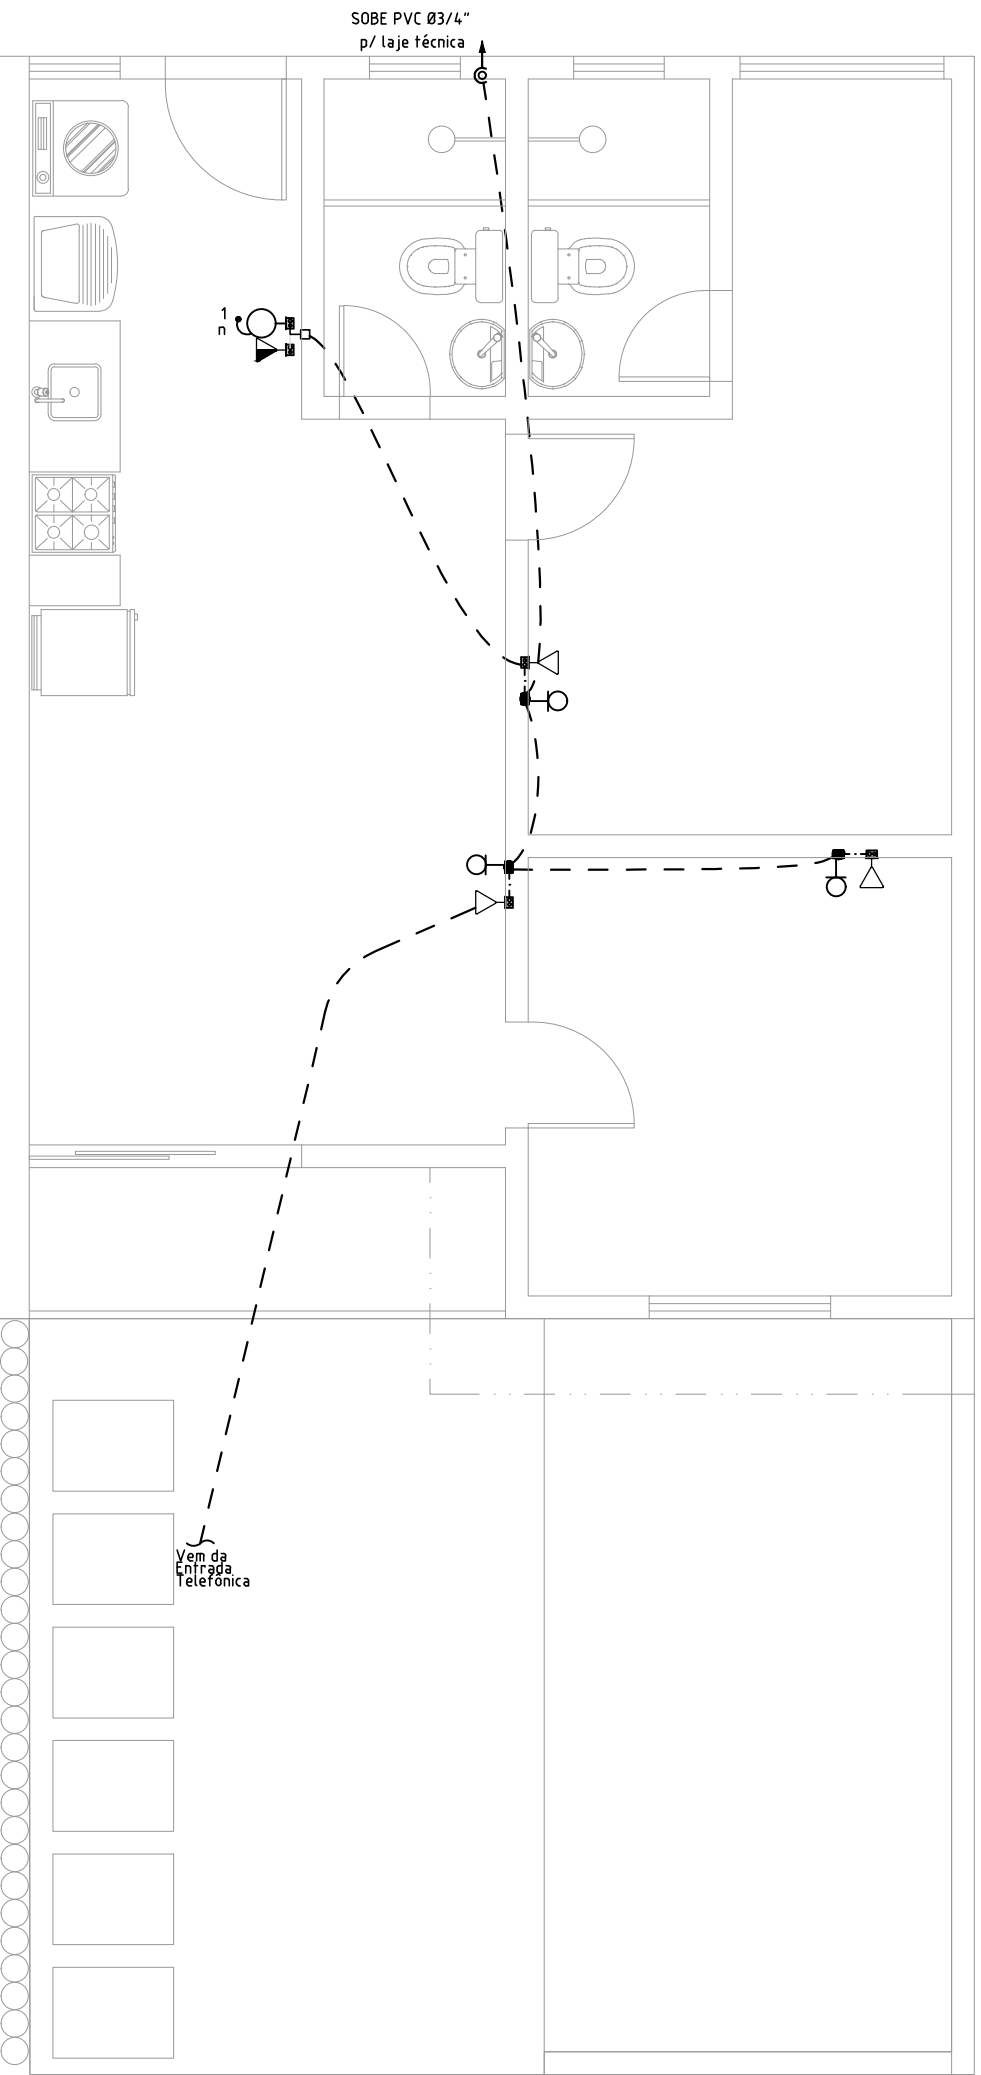 SOBE PVC Ø3/4"
p/ laje técnica
1
n
Vem da
Entrada
Telefônica